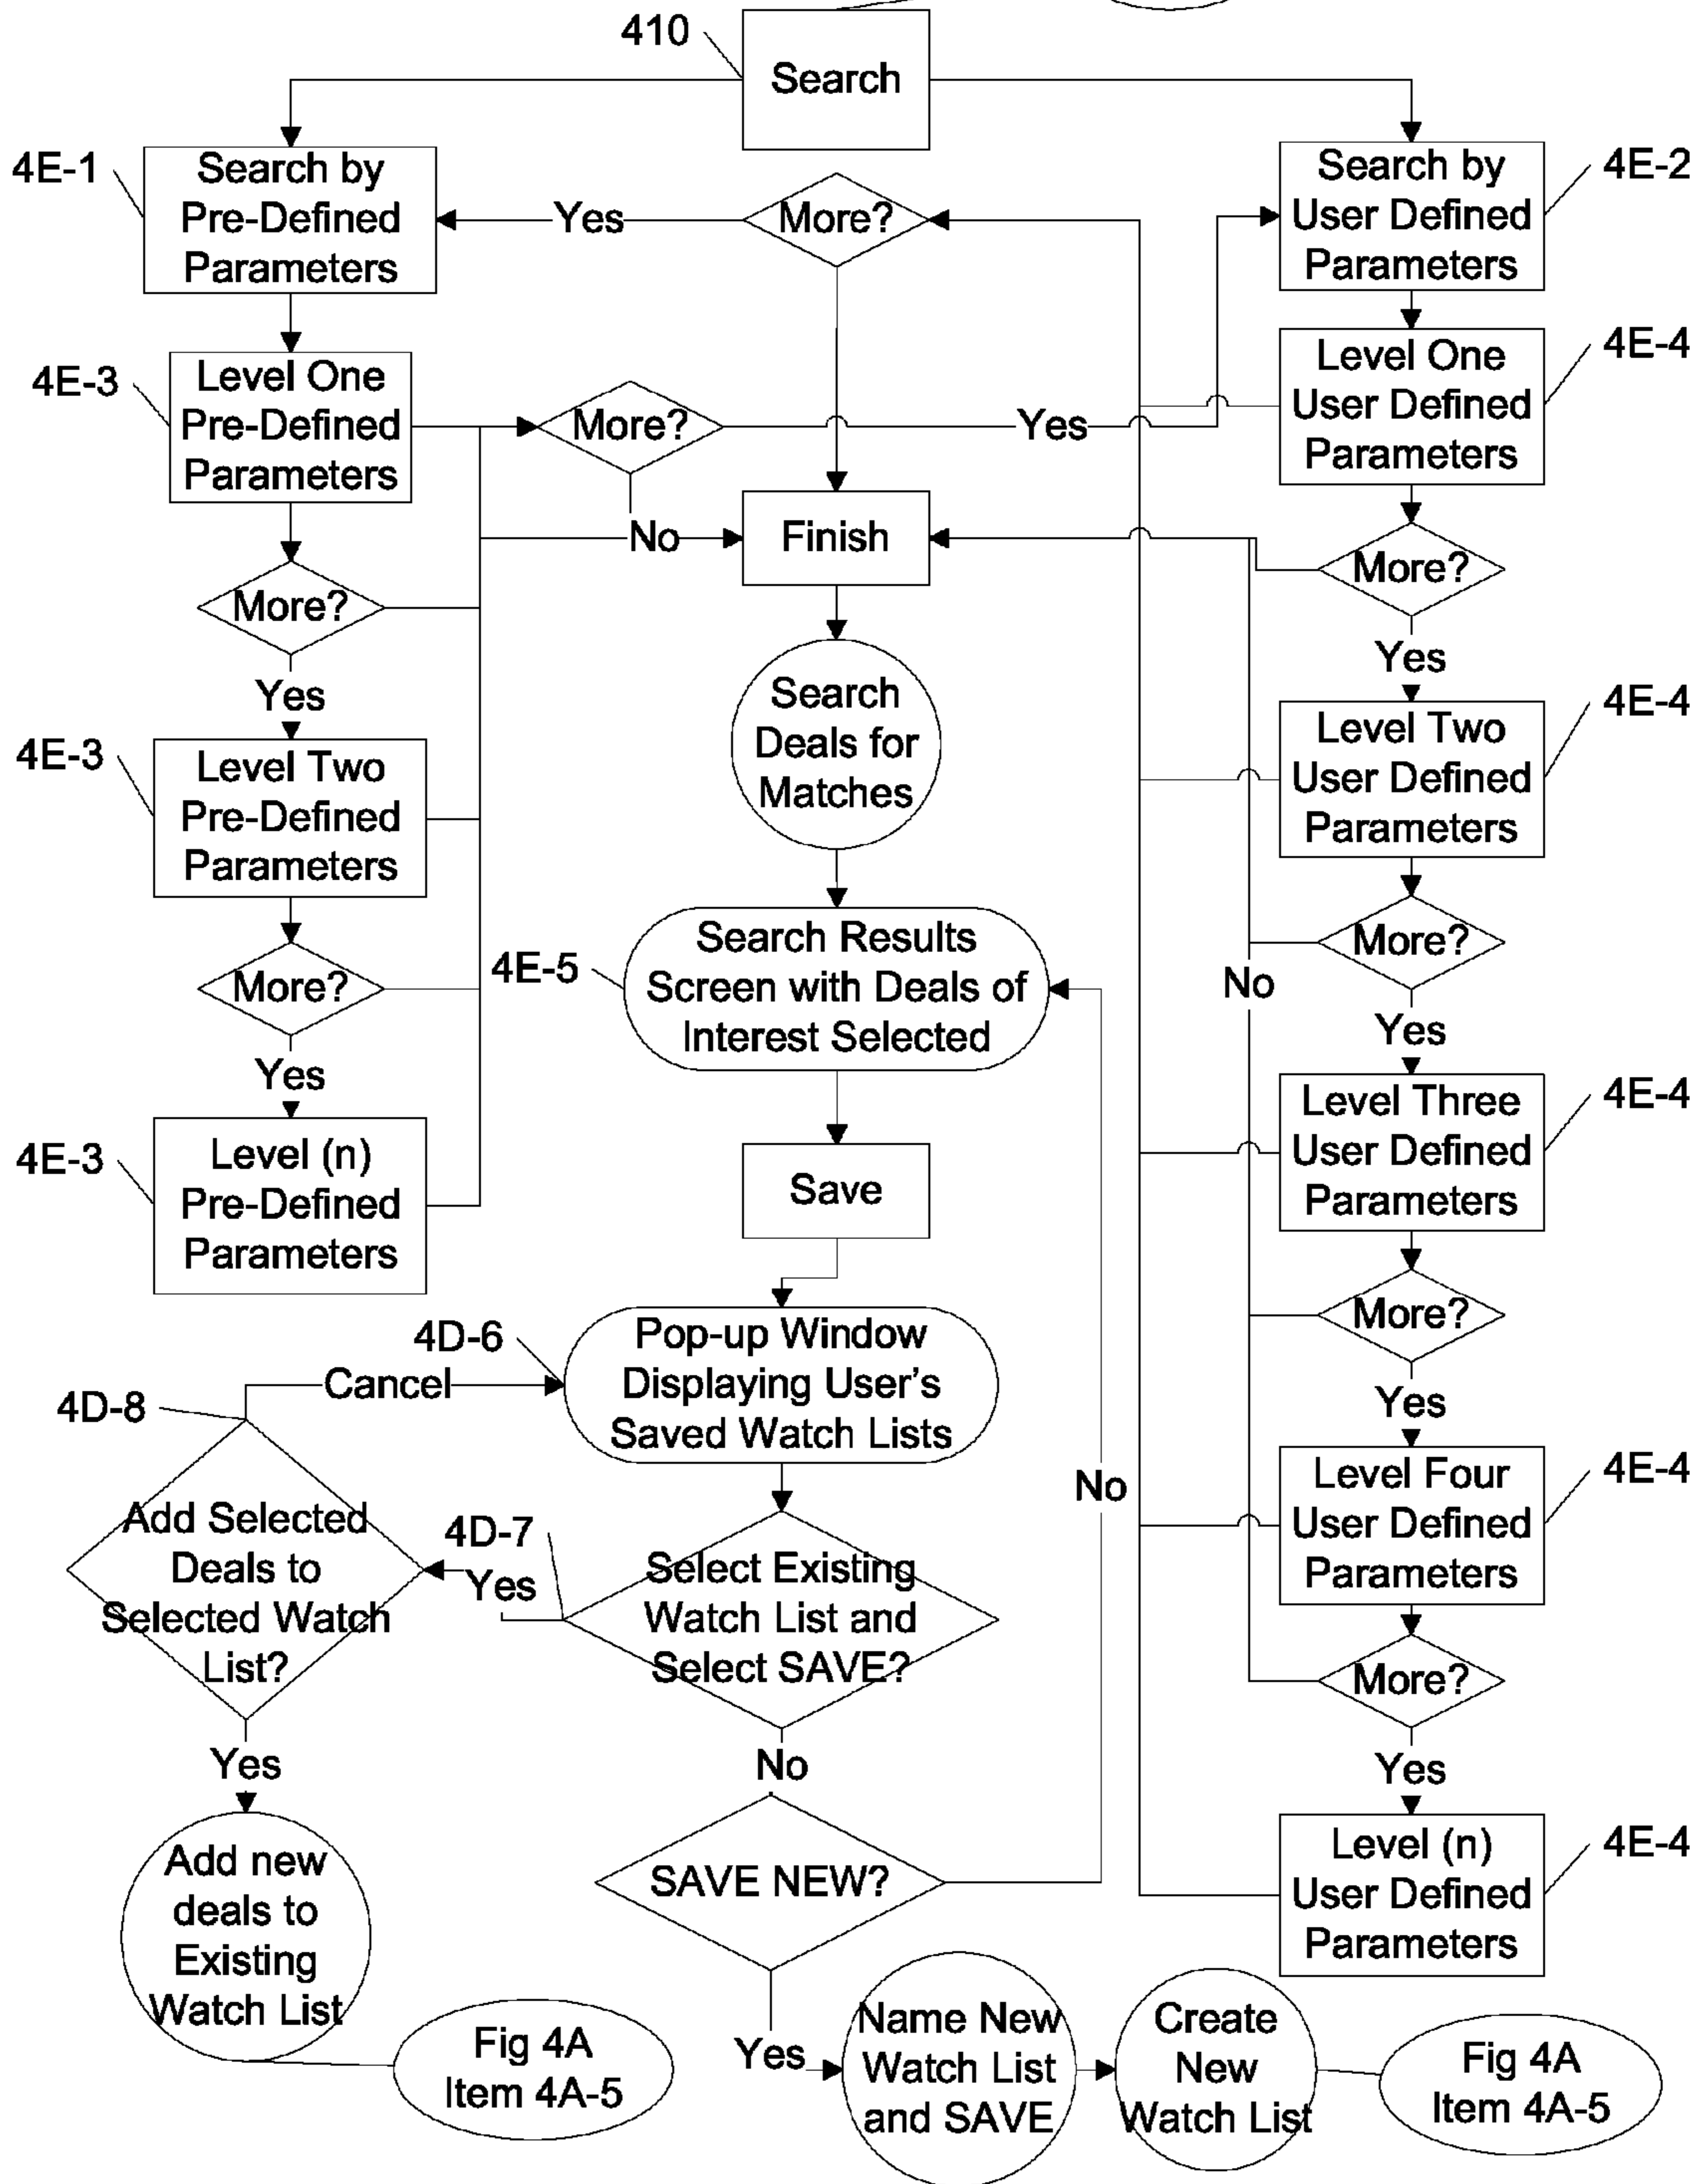 410
Search
4E-1
Search by
Pre-Defined
Parameters
Yes
More?
Search by
User Defined
Parameters
4E-2
4E-3
Level One
Pre-Defined
Parameters
More?
Yes
Level One
User Defined
Parameters
4E-4
No
Finish
More?
More?
Yes
Yes
4E-3
Level Two
Pre-Defined
Parameters
Search
Deals for
Matches
Level Two
User Defined
Parameters
4E-4
More?
4E-5
Search Results
Screen with Deals of
Interest Selected
More?
No
Yes
Yes
4E-3
Level (n)
Pre-Defined
Parameters
Save
Level Three
User Defined
Parameters
4E-4
More?
Yes
4D-6
Pop-up Window
Displaying User's
Saved Watch Lists
Cancel
4D-8
Add Selected
Deals to
Selected Watch
List?
4D-7
Yes
Select Existing
Watch List and
Select SAVE?
No
Level Four
User Defined
Parameters
4E-4
More?
Yes
Yes
No
Add new
deals to
Existing
Watch List
SAVE NEW?
Level (n)
User Defined
Parameters
4E-4
Fig 4A
Item 4A-5
Yes
Name New
Watch List
and SAVE
Create
New
Watch List
Fig 4A
Item 4A-5